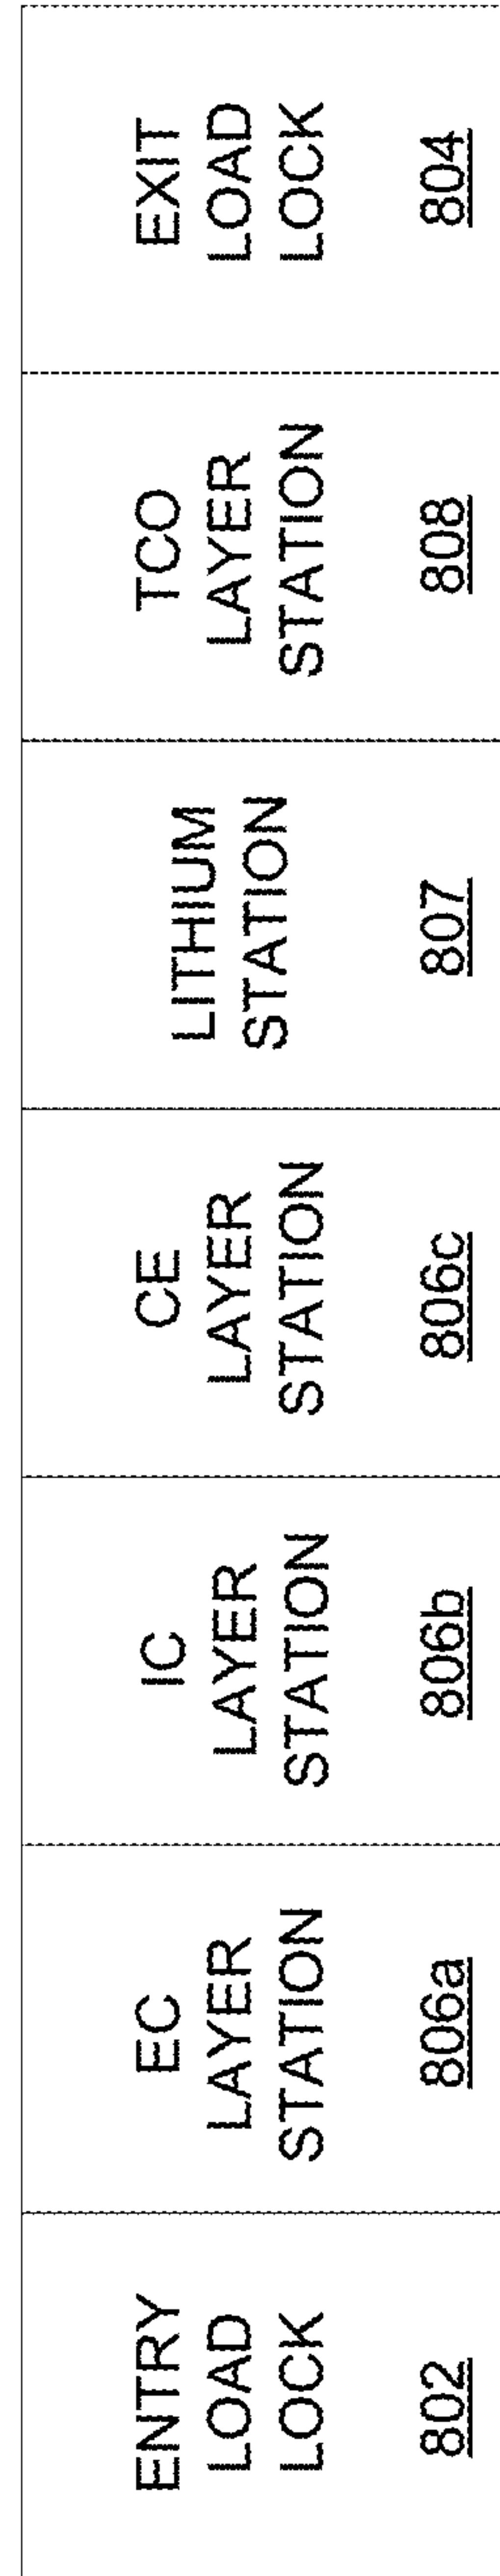 ENTRY
LOAD
LOCK
802
EC
LAYER
STATION
806a
IC
LAYER
STATION
806b
CE
LAYER
STATION
806c
LITHIUM
STATION
807
TCO
LAYER
STATION
808
EXIT
LOAD
LOCK
804